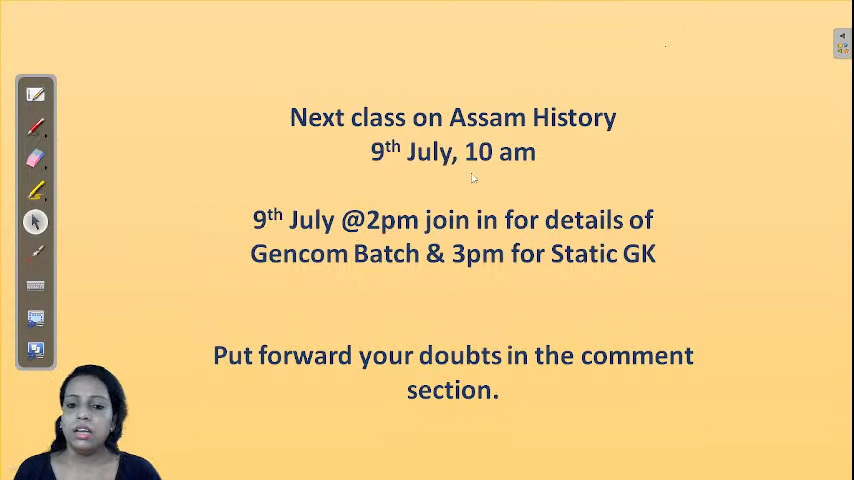 Next class on Assam History
9th July, 10 am
9th July @2pm join in for details of
Gencom Batch & 3pm for Static GK
Put forward your doubts in the comment
section.